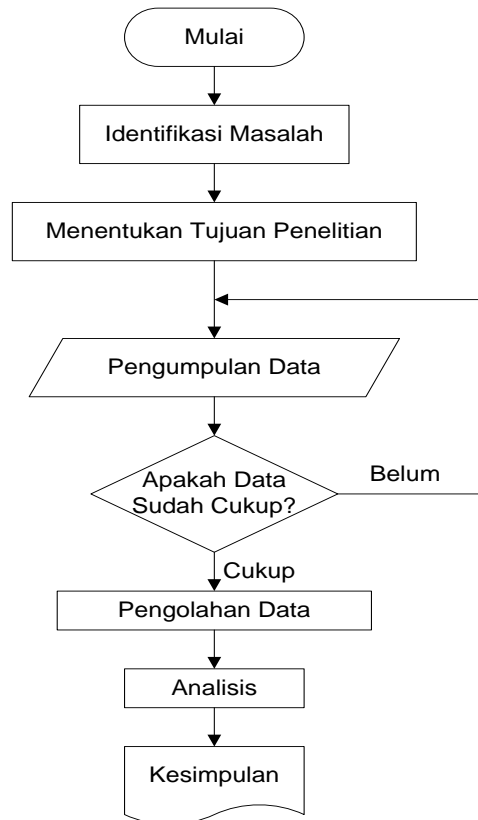 Mulai
Identifikasi Masalah
Menentukan Tujuan Penelitian
Pengumpulan Data
Apakah Data
Sudah Cukup?
Belum
Cukup
Pengolahan Data
Analisis
Kesimpulan